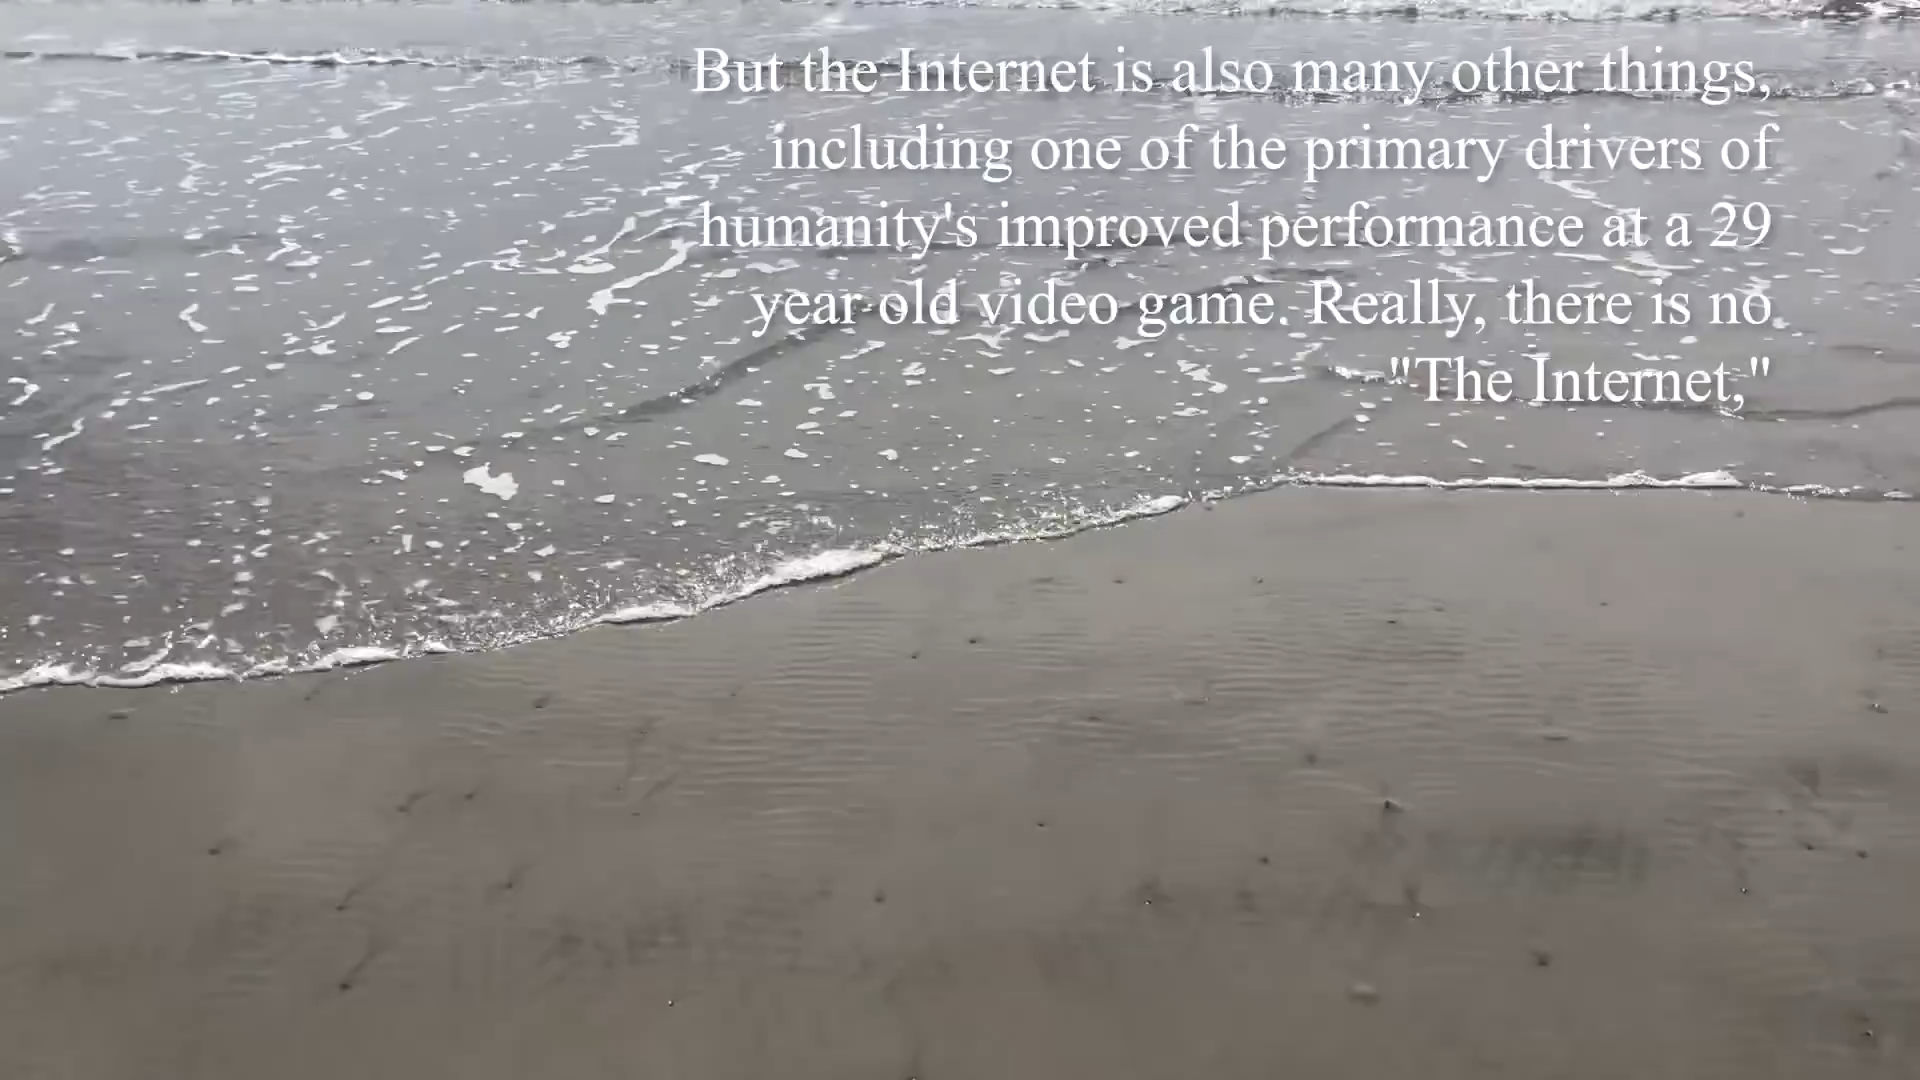 But the Internet is also many other things,
including one of the primary drivers of
humanity's improved performance at a 29
year old video game. Really, there is no
"The Internet,"